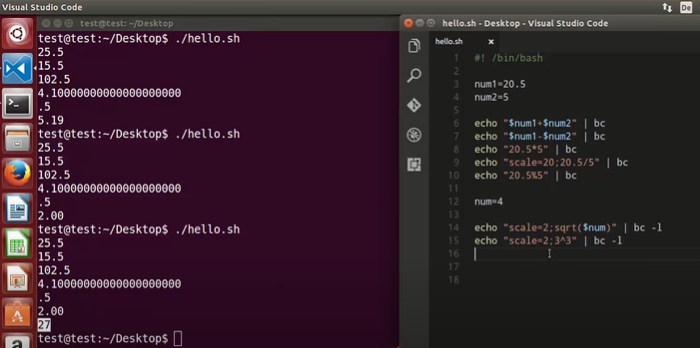 Visual Studio Code
De
test@test: ~/Desktop
test@test:~/Desktop$ ./hello.sh
25.5
15.5
102.5
4.10000000000000000000
.5
5.19
test@test:~/Desktop$ ./hello.sh
25.5
15.5
102.5
4.10000000000000000000
.5
2.00
test@test:~/Desktop$ ./hello.sh
25.5
15.5
102.5
4.10000000000000000000
.5
2.00
27
test@test:~/Desktop$
hello.sh - Desktop - Visual Studio Code
hello.sh
1 #! /bin/bash
2
3 num1=20.5
4 num2=5
5
6 echo "$num1+$num2" | bc
7 echo "$num1-$num2" | bc
8 echo "20.5*5" | bc
9 echo "scale=20;20.5/5" | bc
10 echo "20.5%5" | bc
11
12 num=4
13
14 echo "scale=2;sqrt($num)" | bc -l
15 echo "scale=2;3^3" | bc -l
16
17
18